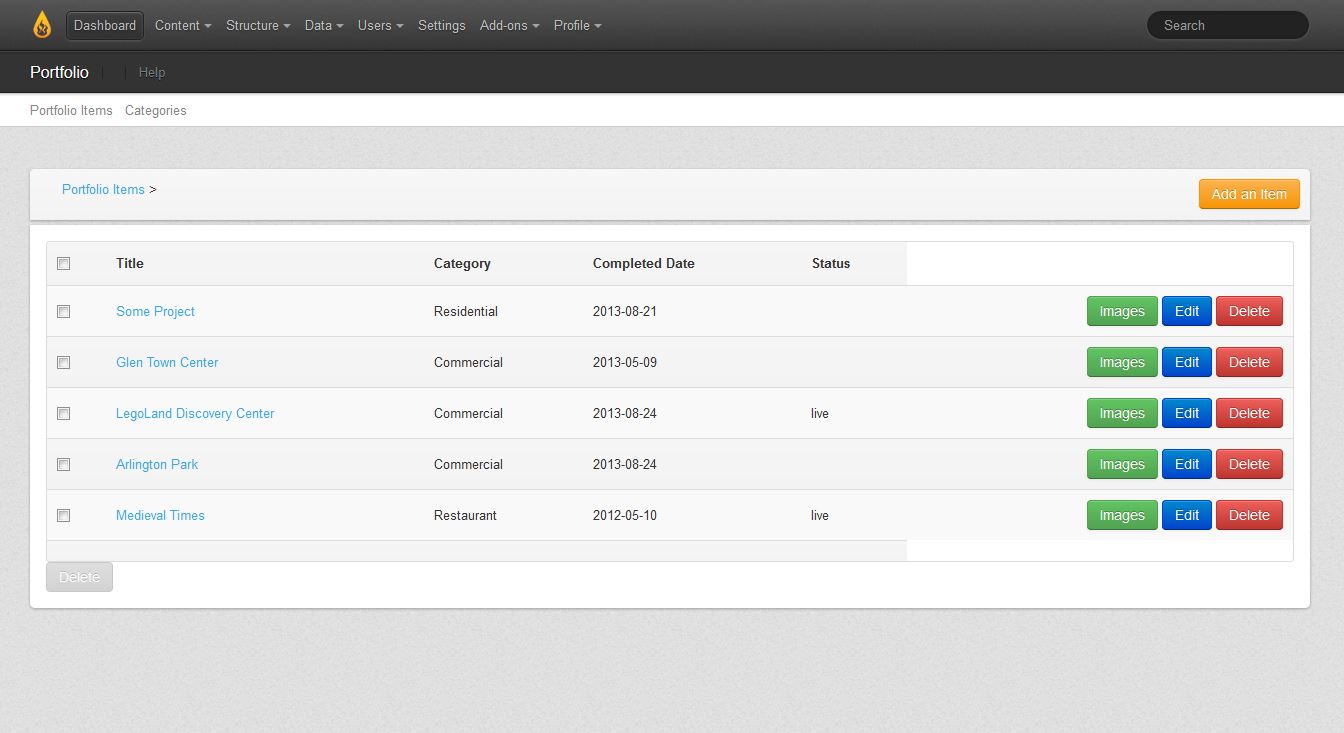 Dashboard Content Structure Data Users Settings Add-ons Profile Search
Portfolio Help
Portfolio Items Categories
Portfolio Items > Add an Item
Title Category Completed Date Status
Some Project Residential 2013-08-21 Images Edit Delete
Glen Town Center Commercial 2013-05-09 Images Edit Delete
LegoLand Discovery Center Commercial 2013-08-24 live Images Edit Delete
Arlington Park Commercial 2013-08-24 Images Edit Delete
Medieval Times Restaurant 2012-05-10 live Images Edit Delete
Delete